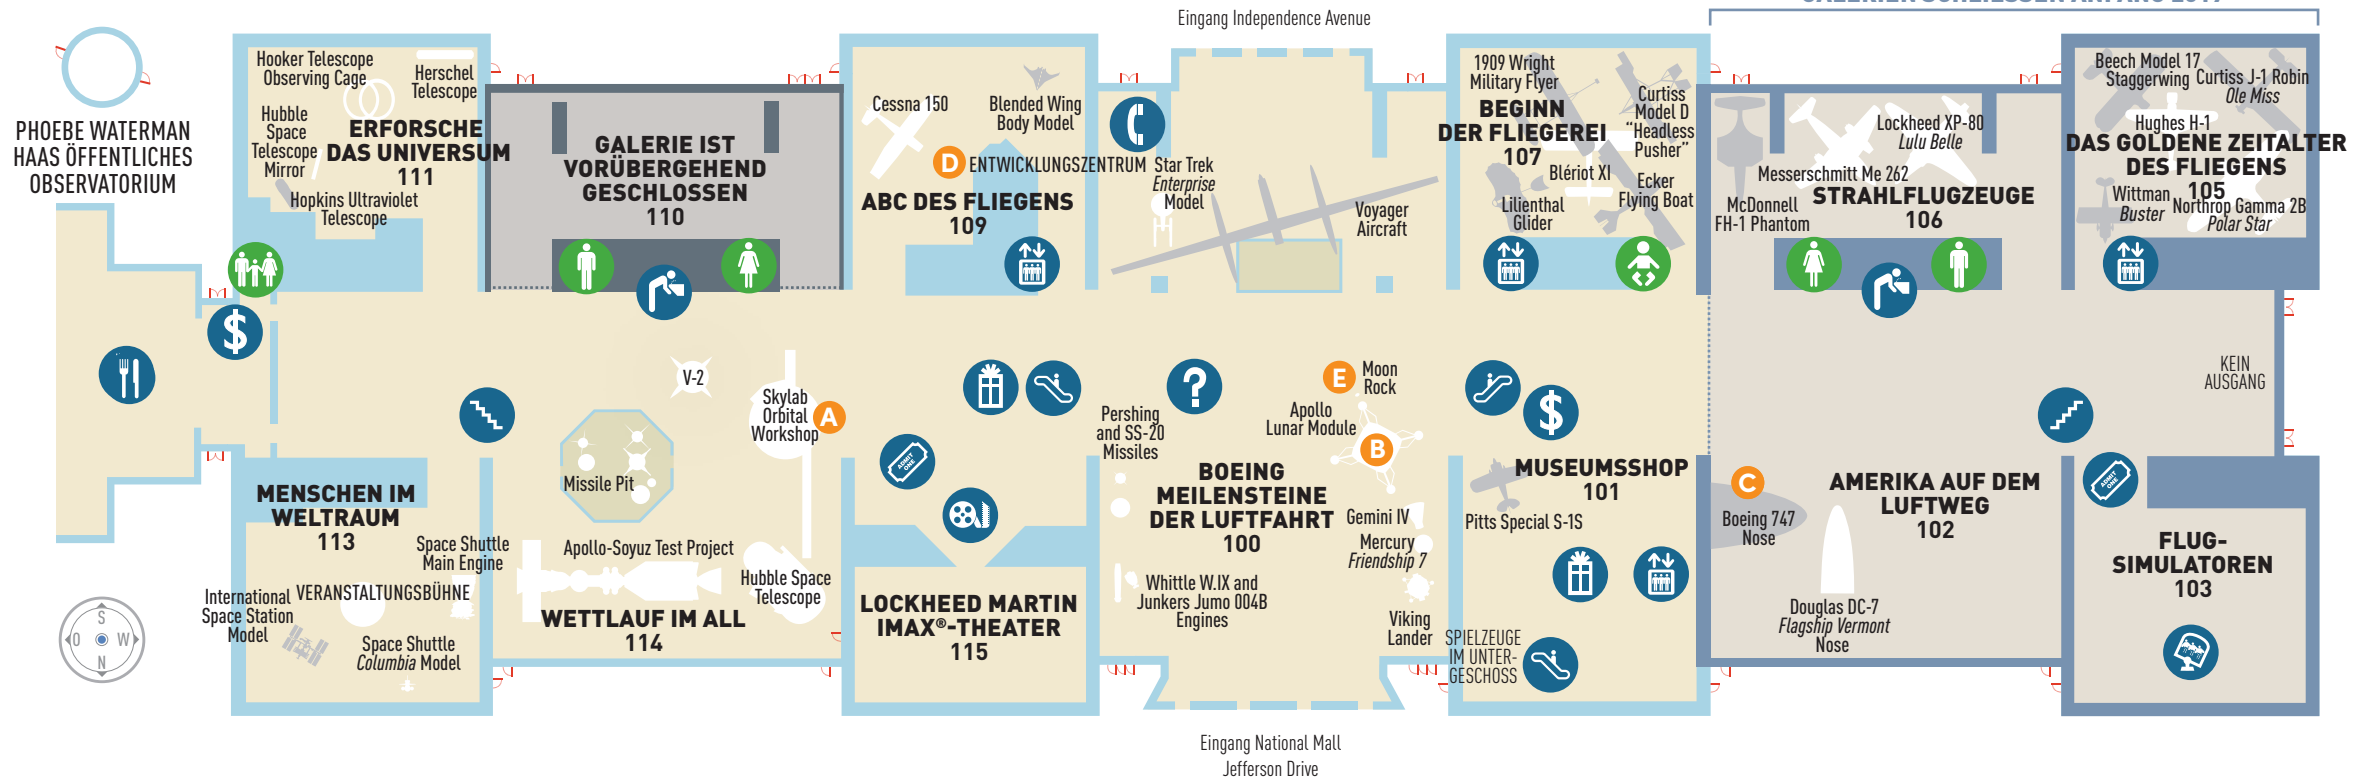 Eingang Independence Avenue
PHOEBE WATERMAN
HAAS ÖFFENTLICHES
OBSERVATORIUM
Hooker Telescope
Observing Cage
Herschel
Telescope
Hubble
Space
Telescope
Mirror
ERFORSCHE
DAS UNIVERSUM
111
Hopkins Ultraviolet
Telescope
GALERIE IST
VORÜBERGEHEND
GESCHLOSSEN
110
Cessna 150
Blended Wing
Body Model
D
ENTWICKLUNGSZENTRUM
ABC DES FLIEGENS
109
Star Trek
Enterprise
Model
Voyager
Aircraft
1909 Wright
Military Flyer
BEGINN
DER FLIEGEREI
107
Curtiss
Model D
“Headless
Pusher”
Blériot XI
Lilienthal
Glider
Ecker
Flying Boat
Lockheed XP-80
Lulu Belle
Messerschmitt Me 262
STRAHLFLUGZEUGE
106
McDonnell
FH-1 Phantom
Beech Model 17
Staggerwing
Curtiss J-1 Robin
Ole Miss
Hughes H-1
DAS GOLDENE ZEITALTER
DES FLIEGENS
105
Wittman
Buster
Northrop Gamma 2B
Polar Star
$
V-2
Skylab
Orbital
Workshop
A
Missile Pit
?
E
Moon
Rock
Apollo
Lunar Module
B
Pershing
and SS-20
Missiles
$
KEIN
AUSGANG
MENSCHEN IM
WELTRAUM
113
Space Shuttle
Main Engine
VERANSTALTUNGSBÜHNE
International
Space Station
Model
Space Shuttle
Columbia Model
Apollo-Soyuz Test Project
Hubble Space
Telescope
WETTLAUF IM ALL
114
ADMIT
ONE
LOCKHEED MARTIN
IMAX®-THEATER
115
BOEING
MEILENSTEINE
DER LUFTFAHRT
100
Gemini IV
Mercury
Friendship 7
Whittle W.IX and
Junkers Jumo 004B
Engines
Viking
Lander
MUSEUMSSHOP
101
Pitts Special S-1S
SPIELZEUGE
IM UNTER-
GESCHOSS
C
Boeing 747
Nose
AMERIKA AUF DEM
LUFTWEG
102
Douglas DC-7
Flagship Vermont
Nose
ADMIT
ONE
FLUG-
SIMULATOREN
103
S
O
W
N
Eingang National Mall
Jefferson Drive